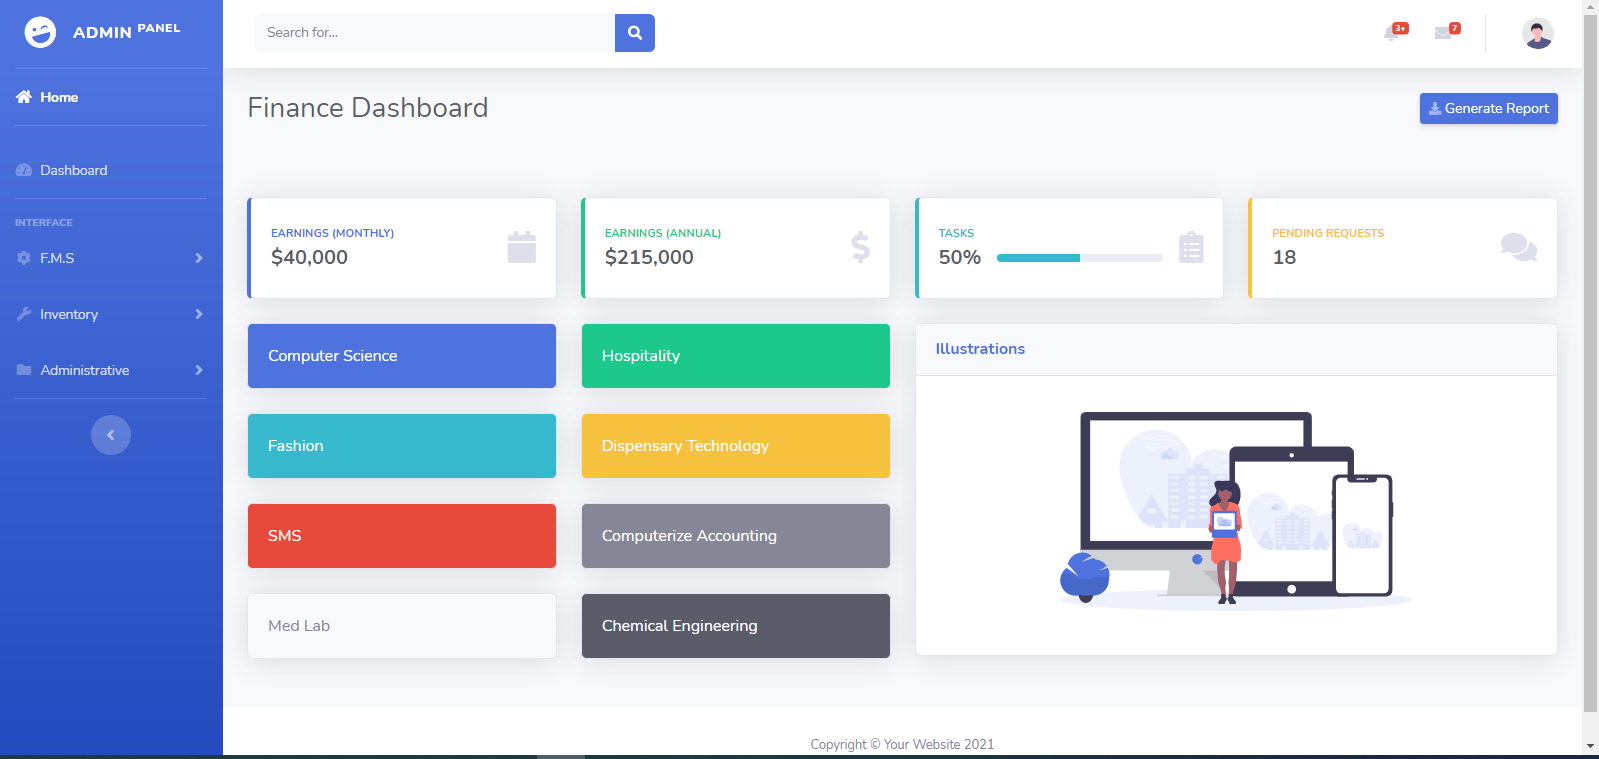 ADMIN PANEL
Home
Dashboard
INTERFACE
F.M.S
Inventory
Administrative
Search for...
3+
7
Finance Dashboard
Generate Report
EARNINGS (MONTHLY)
$40,000
EARNINGS (ANNUAL)
$215,000
TASKS
50%
PENDING REQUESTS
18
Computer Science
Hospitality
Fashion
Dispensary Technology
SMS
Computerize Accounting
Med Lab
Chemical Engineering
Illustrations
Copyright © Your Website 2021